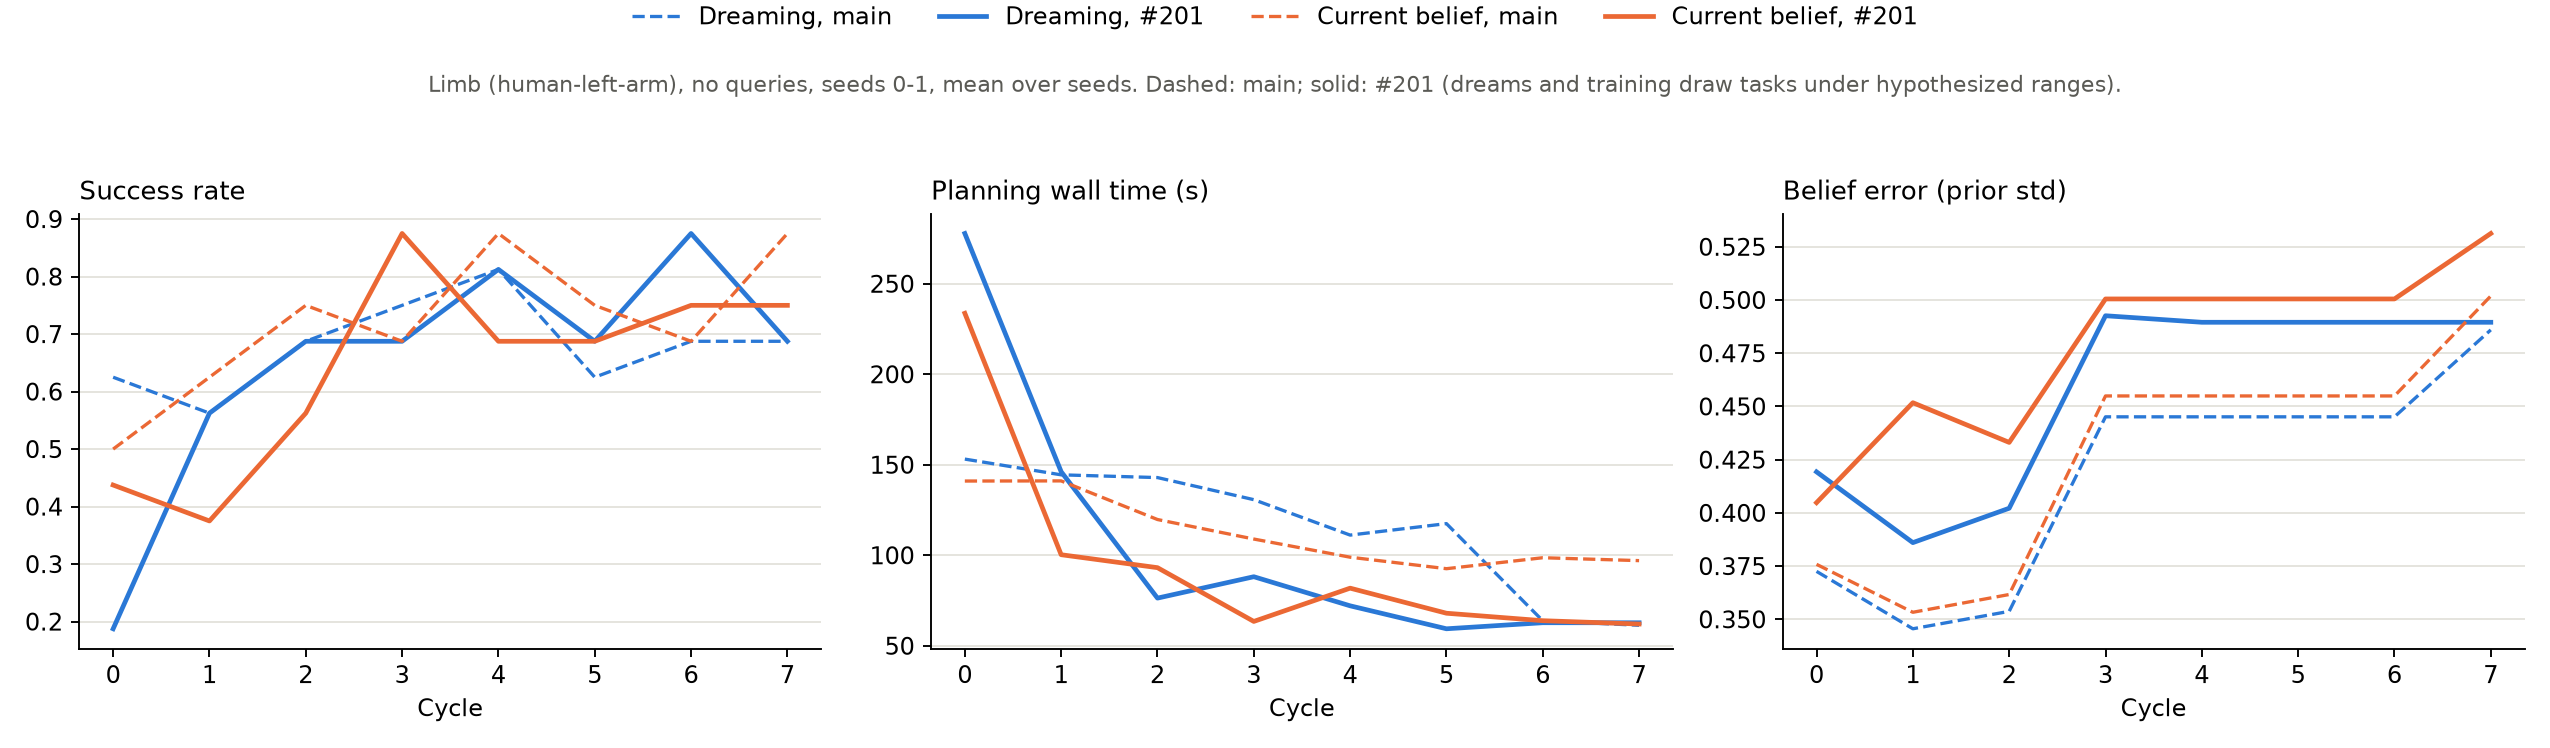 Dreaming, main Dreaming, #201 Current belief, main Current belief, #201
Limb (human-left-arm), no queries, seeds 0-1, mean over seeds. Dashed: main; solid: #201 (dreams and training draw tasks under hypothesized ranges).
Success rate
0.9
0.8
0.7
0.6
0.5
0.4
0.3
0.2
0 1 2 3 4 5 6 7
Cycle
Planning wall time (s)
250
200
150
100
50
0 1 2 3 4 5 6 7
Cycle
Belief error (prior std)
0.525
0.500
0.475
0.450
0.425
0.400
0.375
0.350
0 1 2 3 4 5 6 7
Cycle